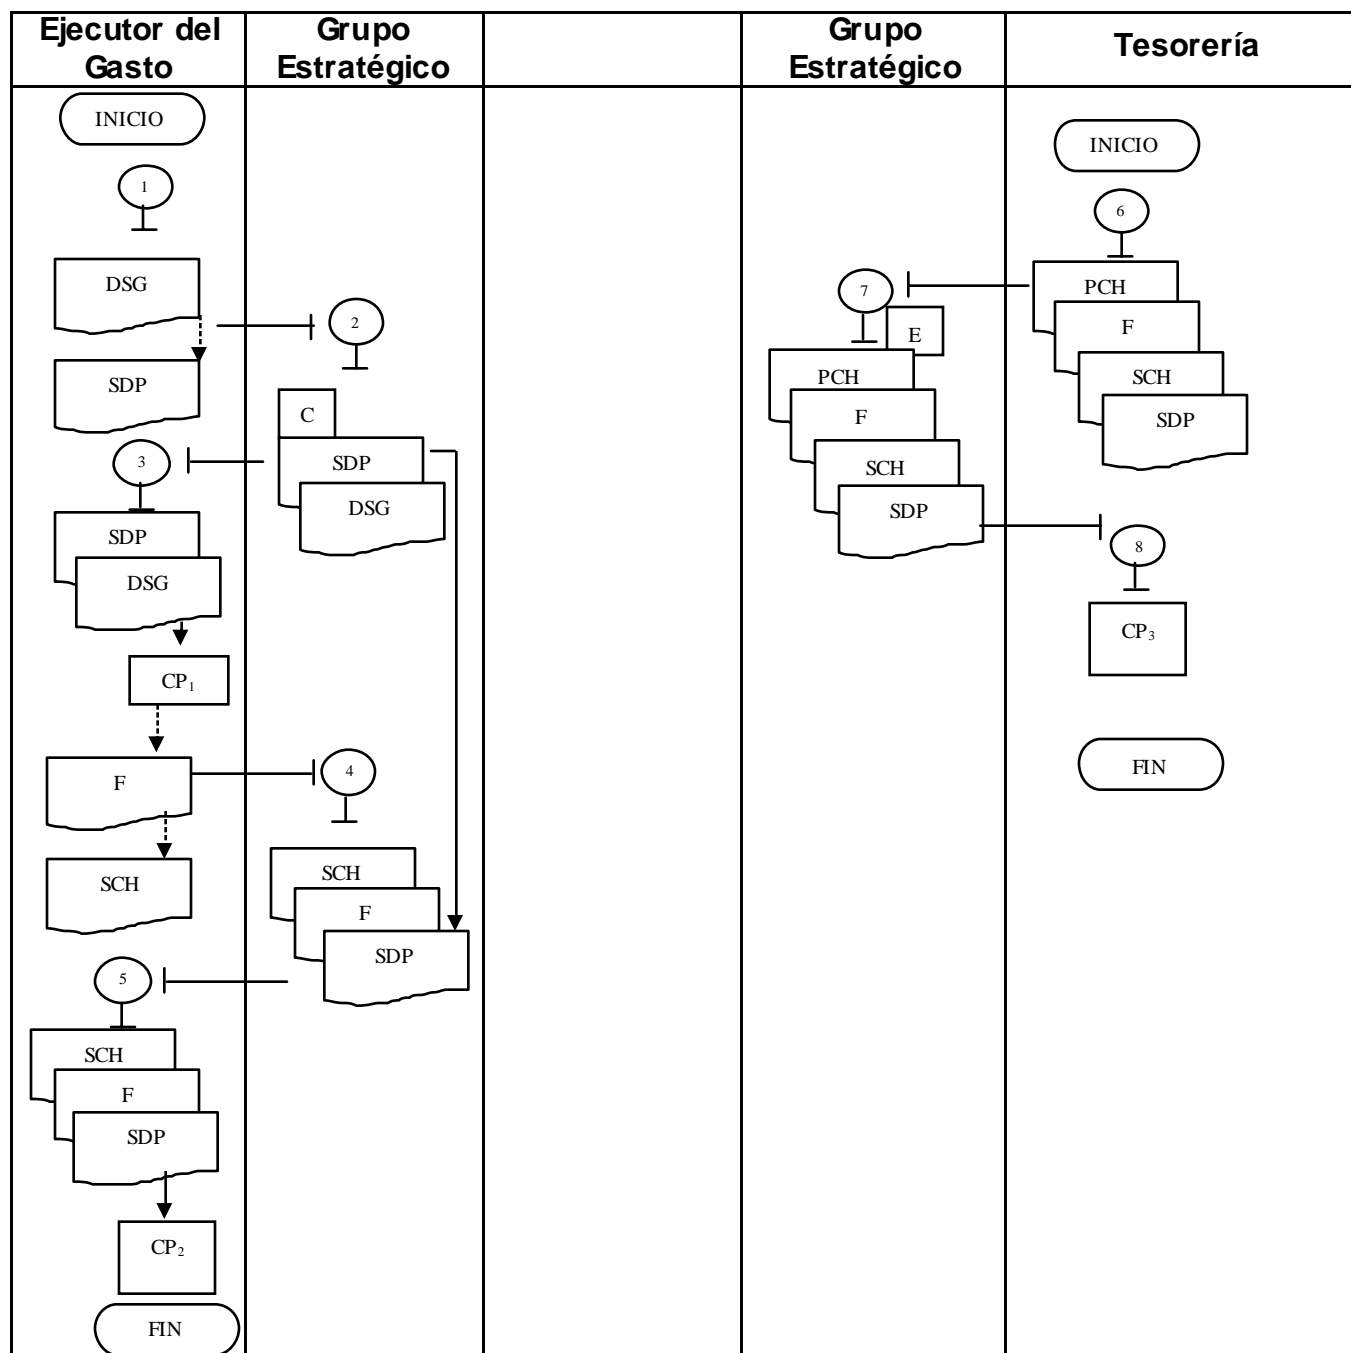 Ejecutor del
Gasto
Grupo
Estratégico
Grupo
Estratégico
Tesorería
INICIO
1
DSG
SDP
2
C
SDP
DSG
3
SDP
DSG
CP1
F
SCH
4
SCH
F
SDP
5
SCH
F
SDP
CP2
FIN
INICIO
6
PCH
F
SCH
SDP
7
E
PCH
F
SCH
SDP
8
CP3
FIN